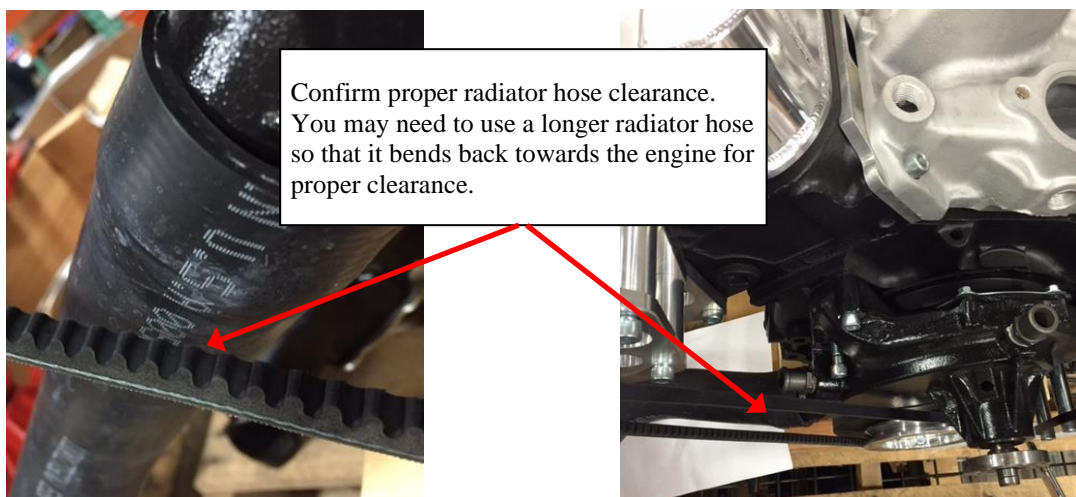 Confirm proper radiator hose clearance.
You may need to use a longer radiator hose
so that it bends back towards the engine for
proper clearance.